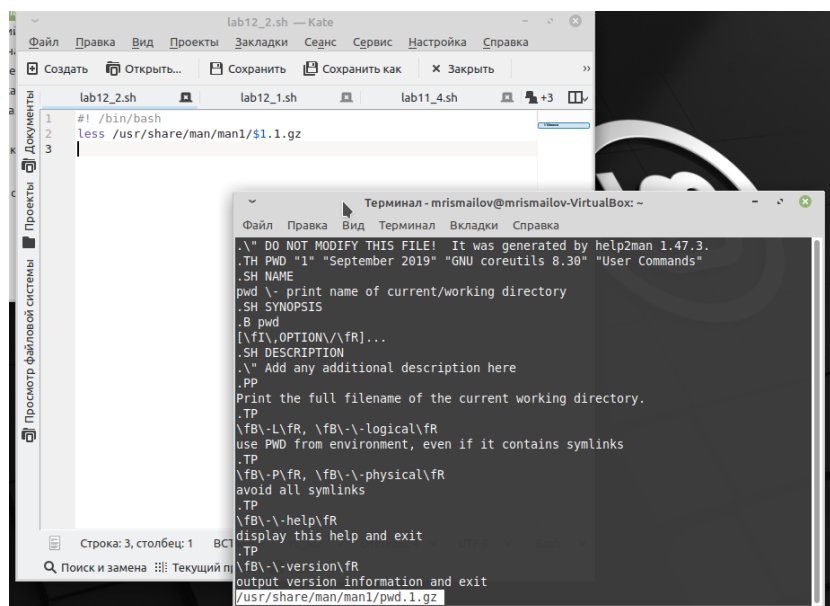 lab12_2.sh — Kate
Файл Правка Вид Проекты Закладки Сеанс Сервис Настройка Справка
Создать Открыть... Сохранить Сохранить как Закрыть »
lab12_2.sh lab12_1.sh lab11_4.sh +3
Документы
Проекты
Просмотр файловой системы
1 #! /bin/bash
2 less /usr/share/man/man1/$1.1.gz
3
Строка: 3, столбец: 1
Поиск и замена Текущий
Терминал - mrismailov@mrismailov-VirtualBox: ~
Файл Правка Вид Терминал Вкладки Справка
.\" DO NOT MODIFY THIS FILE!  It was generated by help2man 1.47.3.
.TH PWD "1" "September 2019" "GNU coreutils 8.30" "User Commands"
.SH NAME
pwd \- print name of current/working directory
.SH SYNOPSIS
.B pwd
[\fI\,OPTION\/\fR]...
.SH DESCRIPTION
.\" Add any additional description here
.PP
Print the full filename of the current working directory.
.TP
\fB\-L\fR, \fB\-\-logical\fR
use PWD from environment, even if it contains symlinks
.TP
\fB\-P\fR, \fB\-\-physical\fR
avoid all symlinks
.TP
\fB\-\-help\fR
display this help and exit
.TP
\fB\-\-version\fR
output version information and exit
/usr/share/man/man1/pwd.1.gz